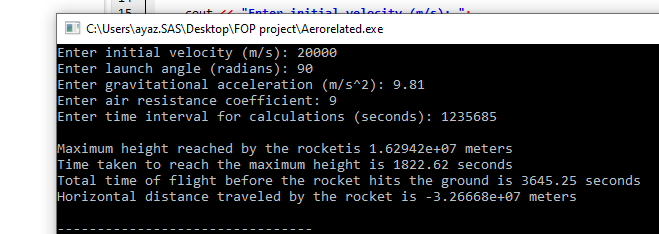 15 cout << "Enter initial velocity (m/s): ";
C:\Users\ayaz.SAS\Desktop\FOP project\Aerorelated.exe
Enter initial velocity (m/s): 20000
Enter launch angle (radians): 90
Enter gravitational acceleration (m/s^2): 9.81
Enter air resistance coefficient: 9
Enter time interval for calculations (seconds): 1235685
Maximum height reached by the rocketis 1.62942e+07 meters
Time taken to reach the maximum height is 1822.62 seconds
Total time of flight before the rocket hits the ground is 3645.25 seconds
Horizontal distance traveled by the rocket is -3.26668e+07 meters
--------------------------------